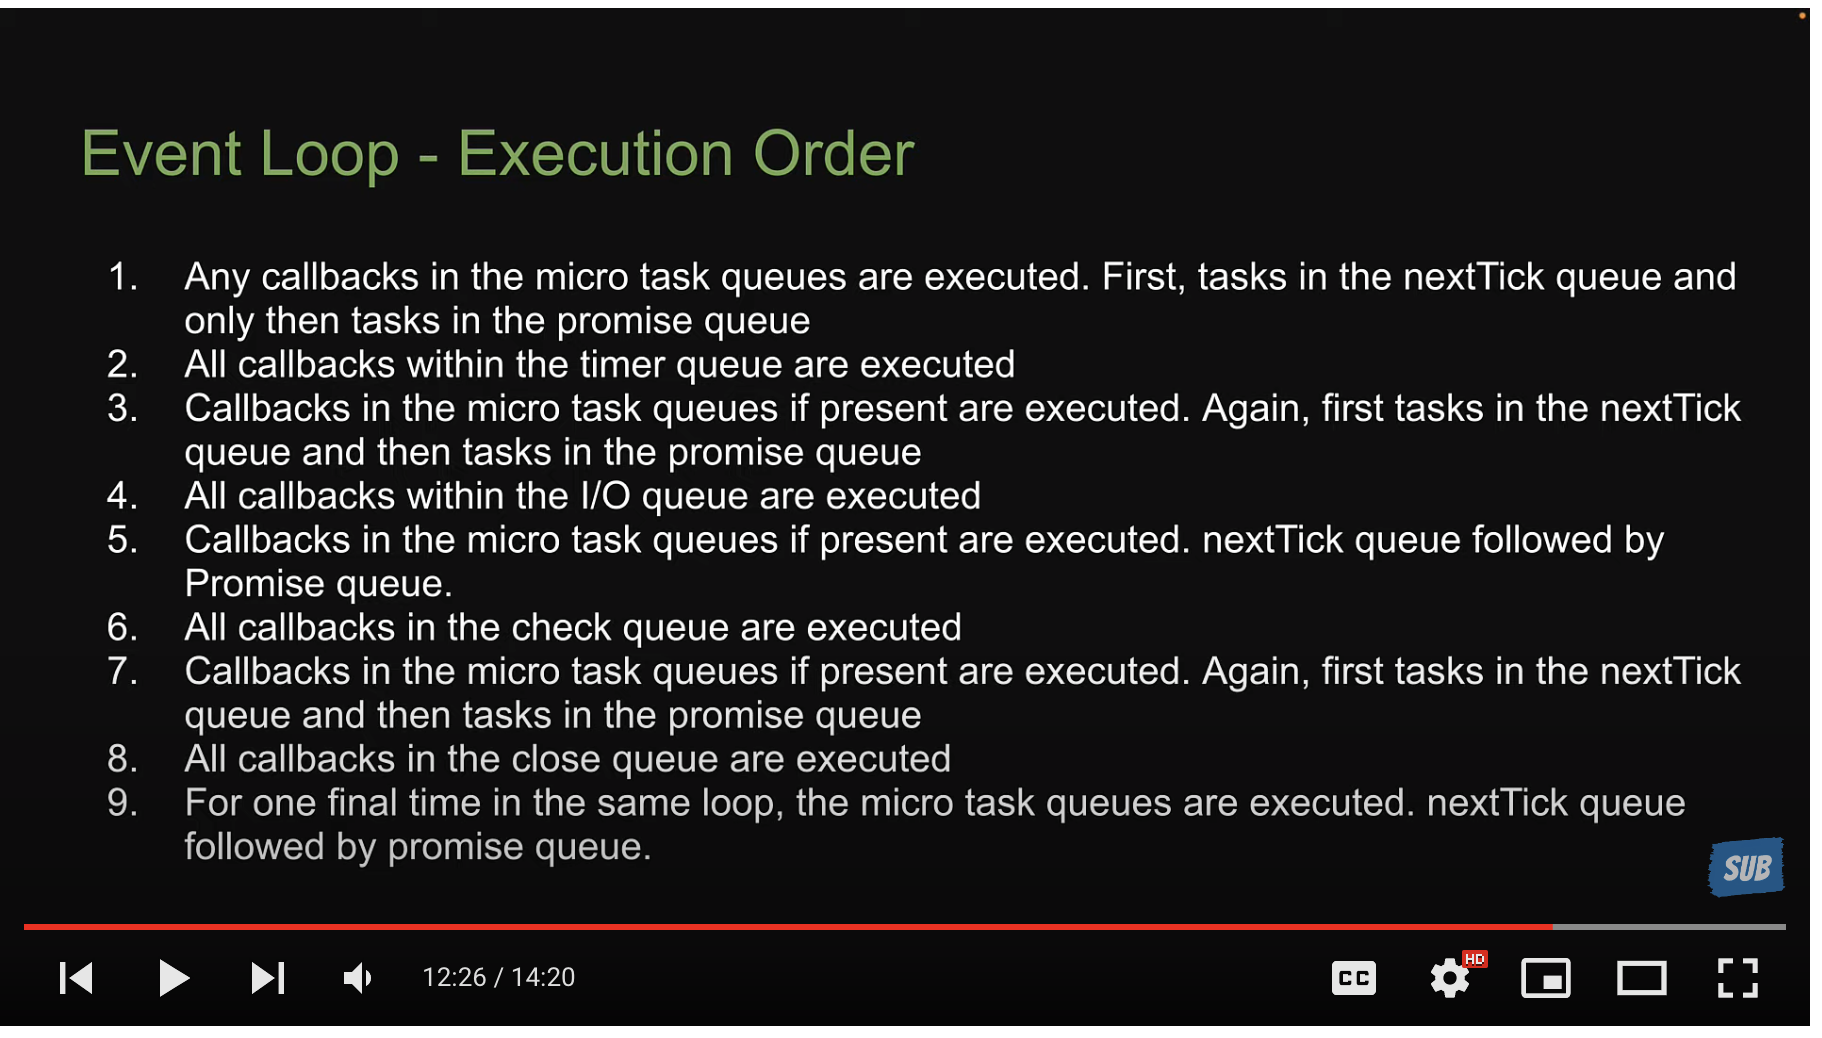 Event Loop - Execution Order
1. Any callbacks in the micro task queues are executed. First, tasks in the nextTick queue and
only then tasks in the promise queue
2. All callbacks within the timer queue are executed
3. Callbacks in the micro task queues if present are executed. Again, first tasks in the nextTick
queue and then tasks in the promise queue
4. All callbacks within the I/O queue are executed
5. Callbacks in the micro task queues if present are executed. nextTick queue followed by
Promise queue.
6. All callbacks in the check queue are executed
7. Callbacks in the micro task queues if present are executed. Again, first tasks in the nextTick
queue and then tasks in the promise queue
8. All callbacks in the close queue are executed
9. For one final time in the same loop, the micro task queues are executed. nextTick queue
followed by promise queue.
SUB
12:26 / 14:20
CC
HD